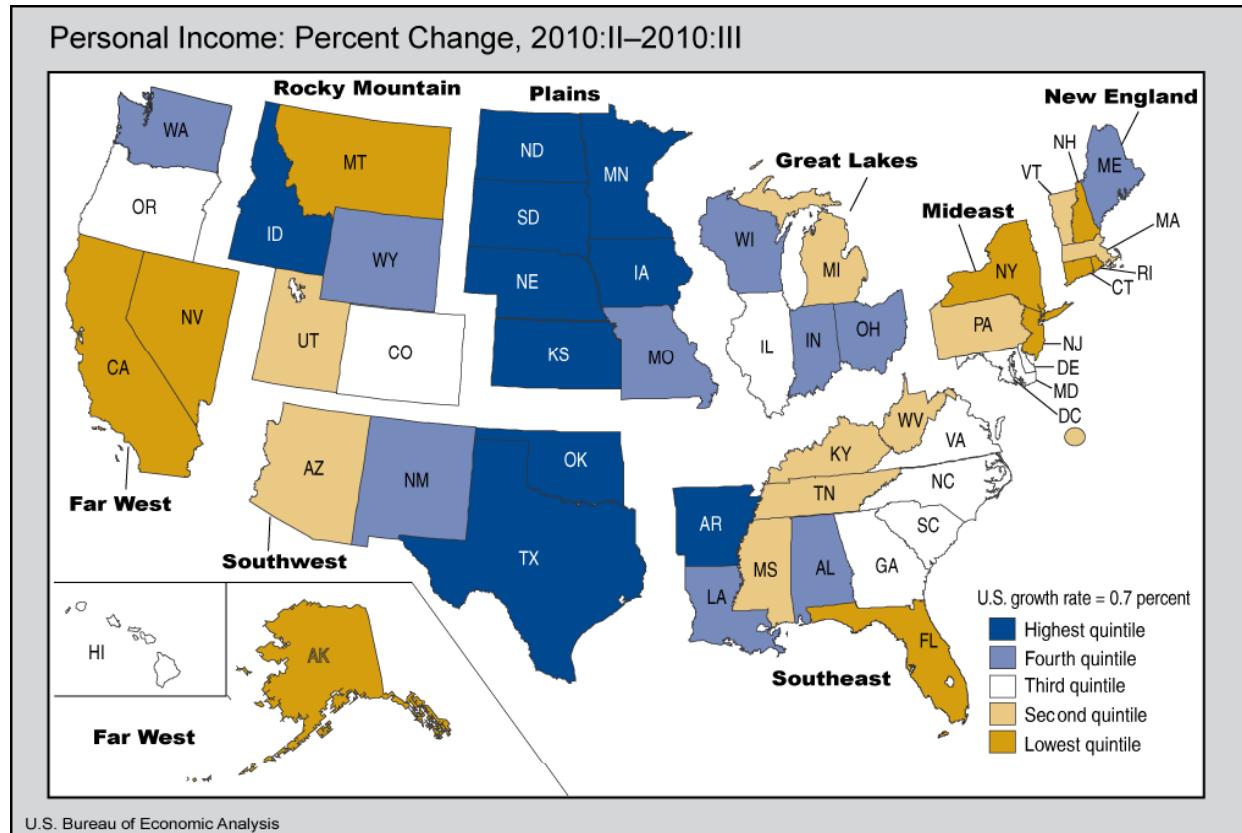 Personal Income: Percent Change, 2010:II–2010:III
Rocky Mountain
Plains
New England
Great Lakes
Mideast
WA
OR
ID
MT
WY
NV
CA
UT
CO
ND
MN
SD
NE
IA
KS
MO
WI
MI
IL
IN
OH
NH
VT
ME
MA
RI
CT
NY
PA
NJ
DE
MD
DC
Far West
AZ
NM
OK
TX
Southwest
AR
LA
MS
AL
TN
KY
WV
VA
NC
SC
GA
FL
Southeast
HI
AK
Far West
U.S. growth rate = 0.7 percent
Highest quintile
Fourth quintile
Third quintile
Second quintile
Lowest quintile
U.S. Bureau of Economic Analysis